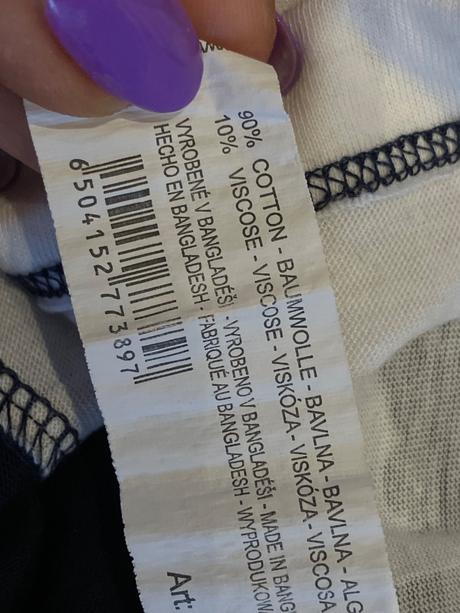 90% COTTON - BAUMWOLLE - BAVLNA - BAVLNA - ALG
10% VISCOSE - VISCOSE - VISKÓZA - VISKÓZA - VISCOSA
VYROBENÉ V BANGLADÉŠI - VYROBENO V BANGLADÉŠI - MADE IN BANG
HECHO EN BANGLADESH - FABRIQUÉ AU BANGLADESH - WYPRODUKOW
6504152773897
Art: